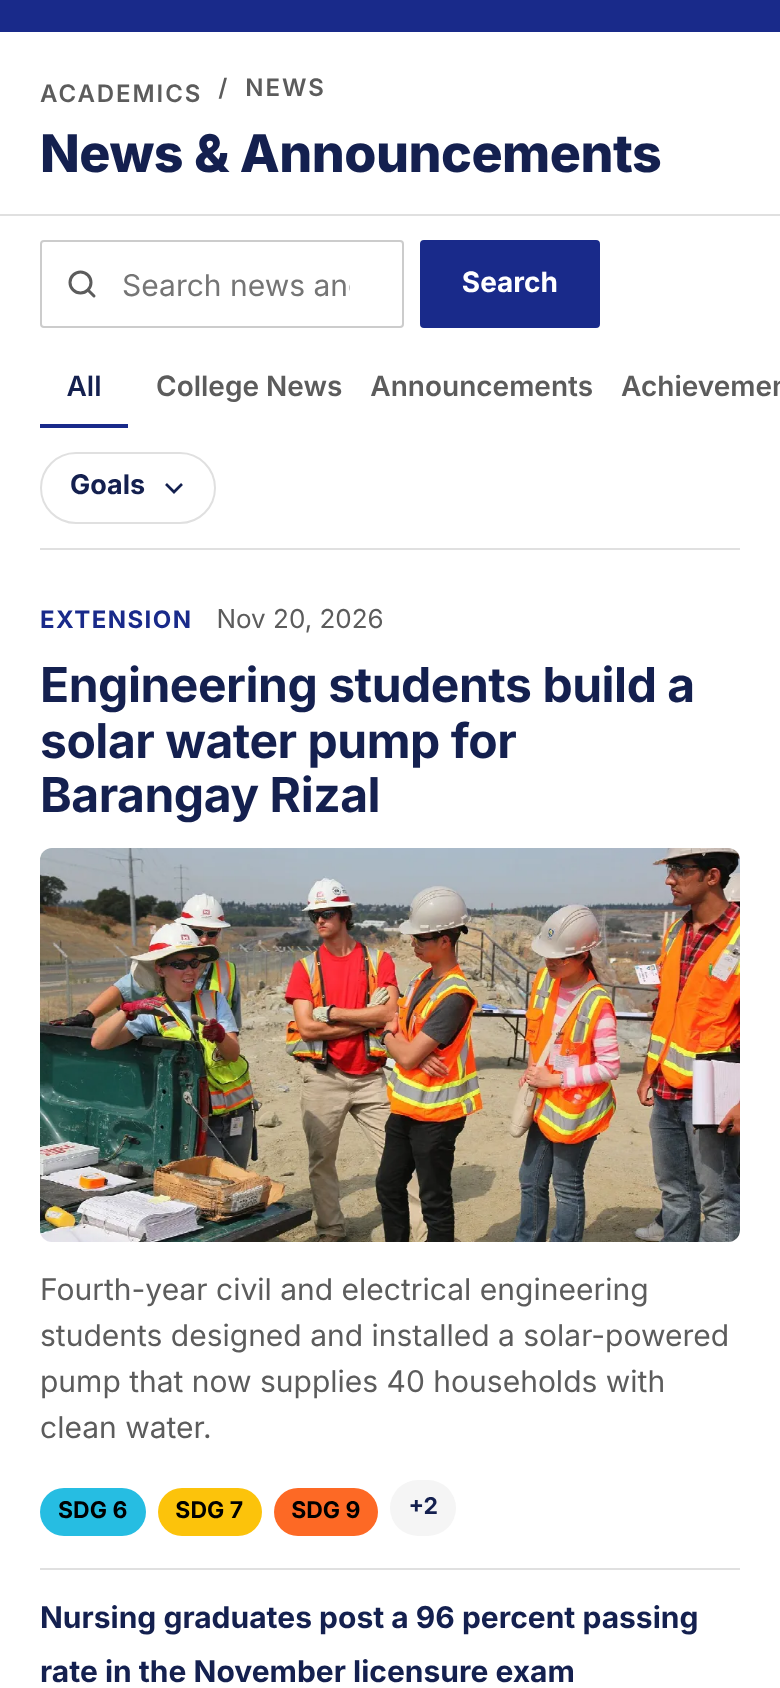 ACADEMICS / NEWS
News & Announcements
Search news an
Search
All College News Announcements Achievemen
Goals
EXTENSION Nov 20, 2026
Engineering students build a
solar water pump for
Barangay Rizal
Fourth-year civil and electrical engineering
students designed and installed a solar-powered
pump that now supplies 40 households with
clean water.
SDG 6 SDG 7 SDG 9 +2
Nursing graduates post a 96 percent passing
rate in the November licensure exam